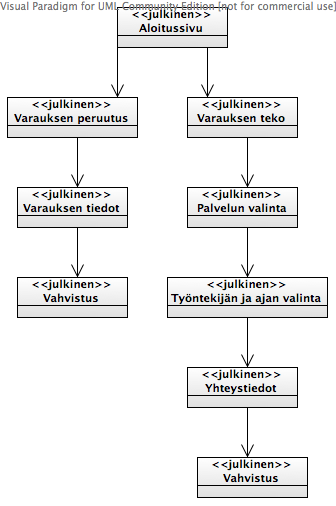 Visual Paradigm for UML Community Edition [not for commercial use]
<<julkinen>>
Aloitussivu
<<julkinen>>
Varauksen peruutus
<<julkinen>>
Varauksen teko
<<julkinen>>
Varauksen tiedot
<<julkinen>>
Palvelun valinta
<<julkinen>>
Vahvistus
<<julkinen>>
Työntekijän ja ajan valinta
<<julkinen>>
Yhteystiedot
<<julkinen>>
Vahvistus